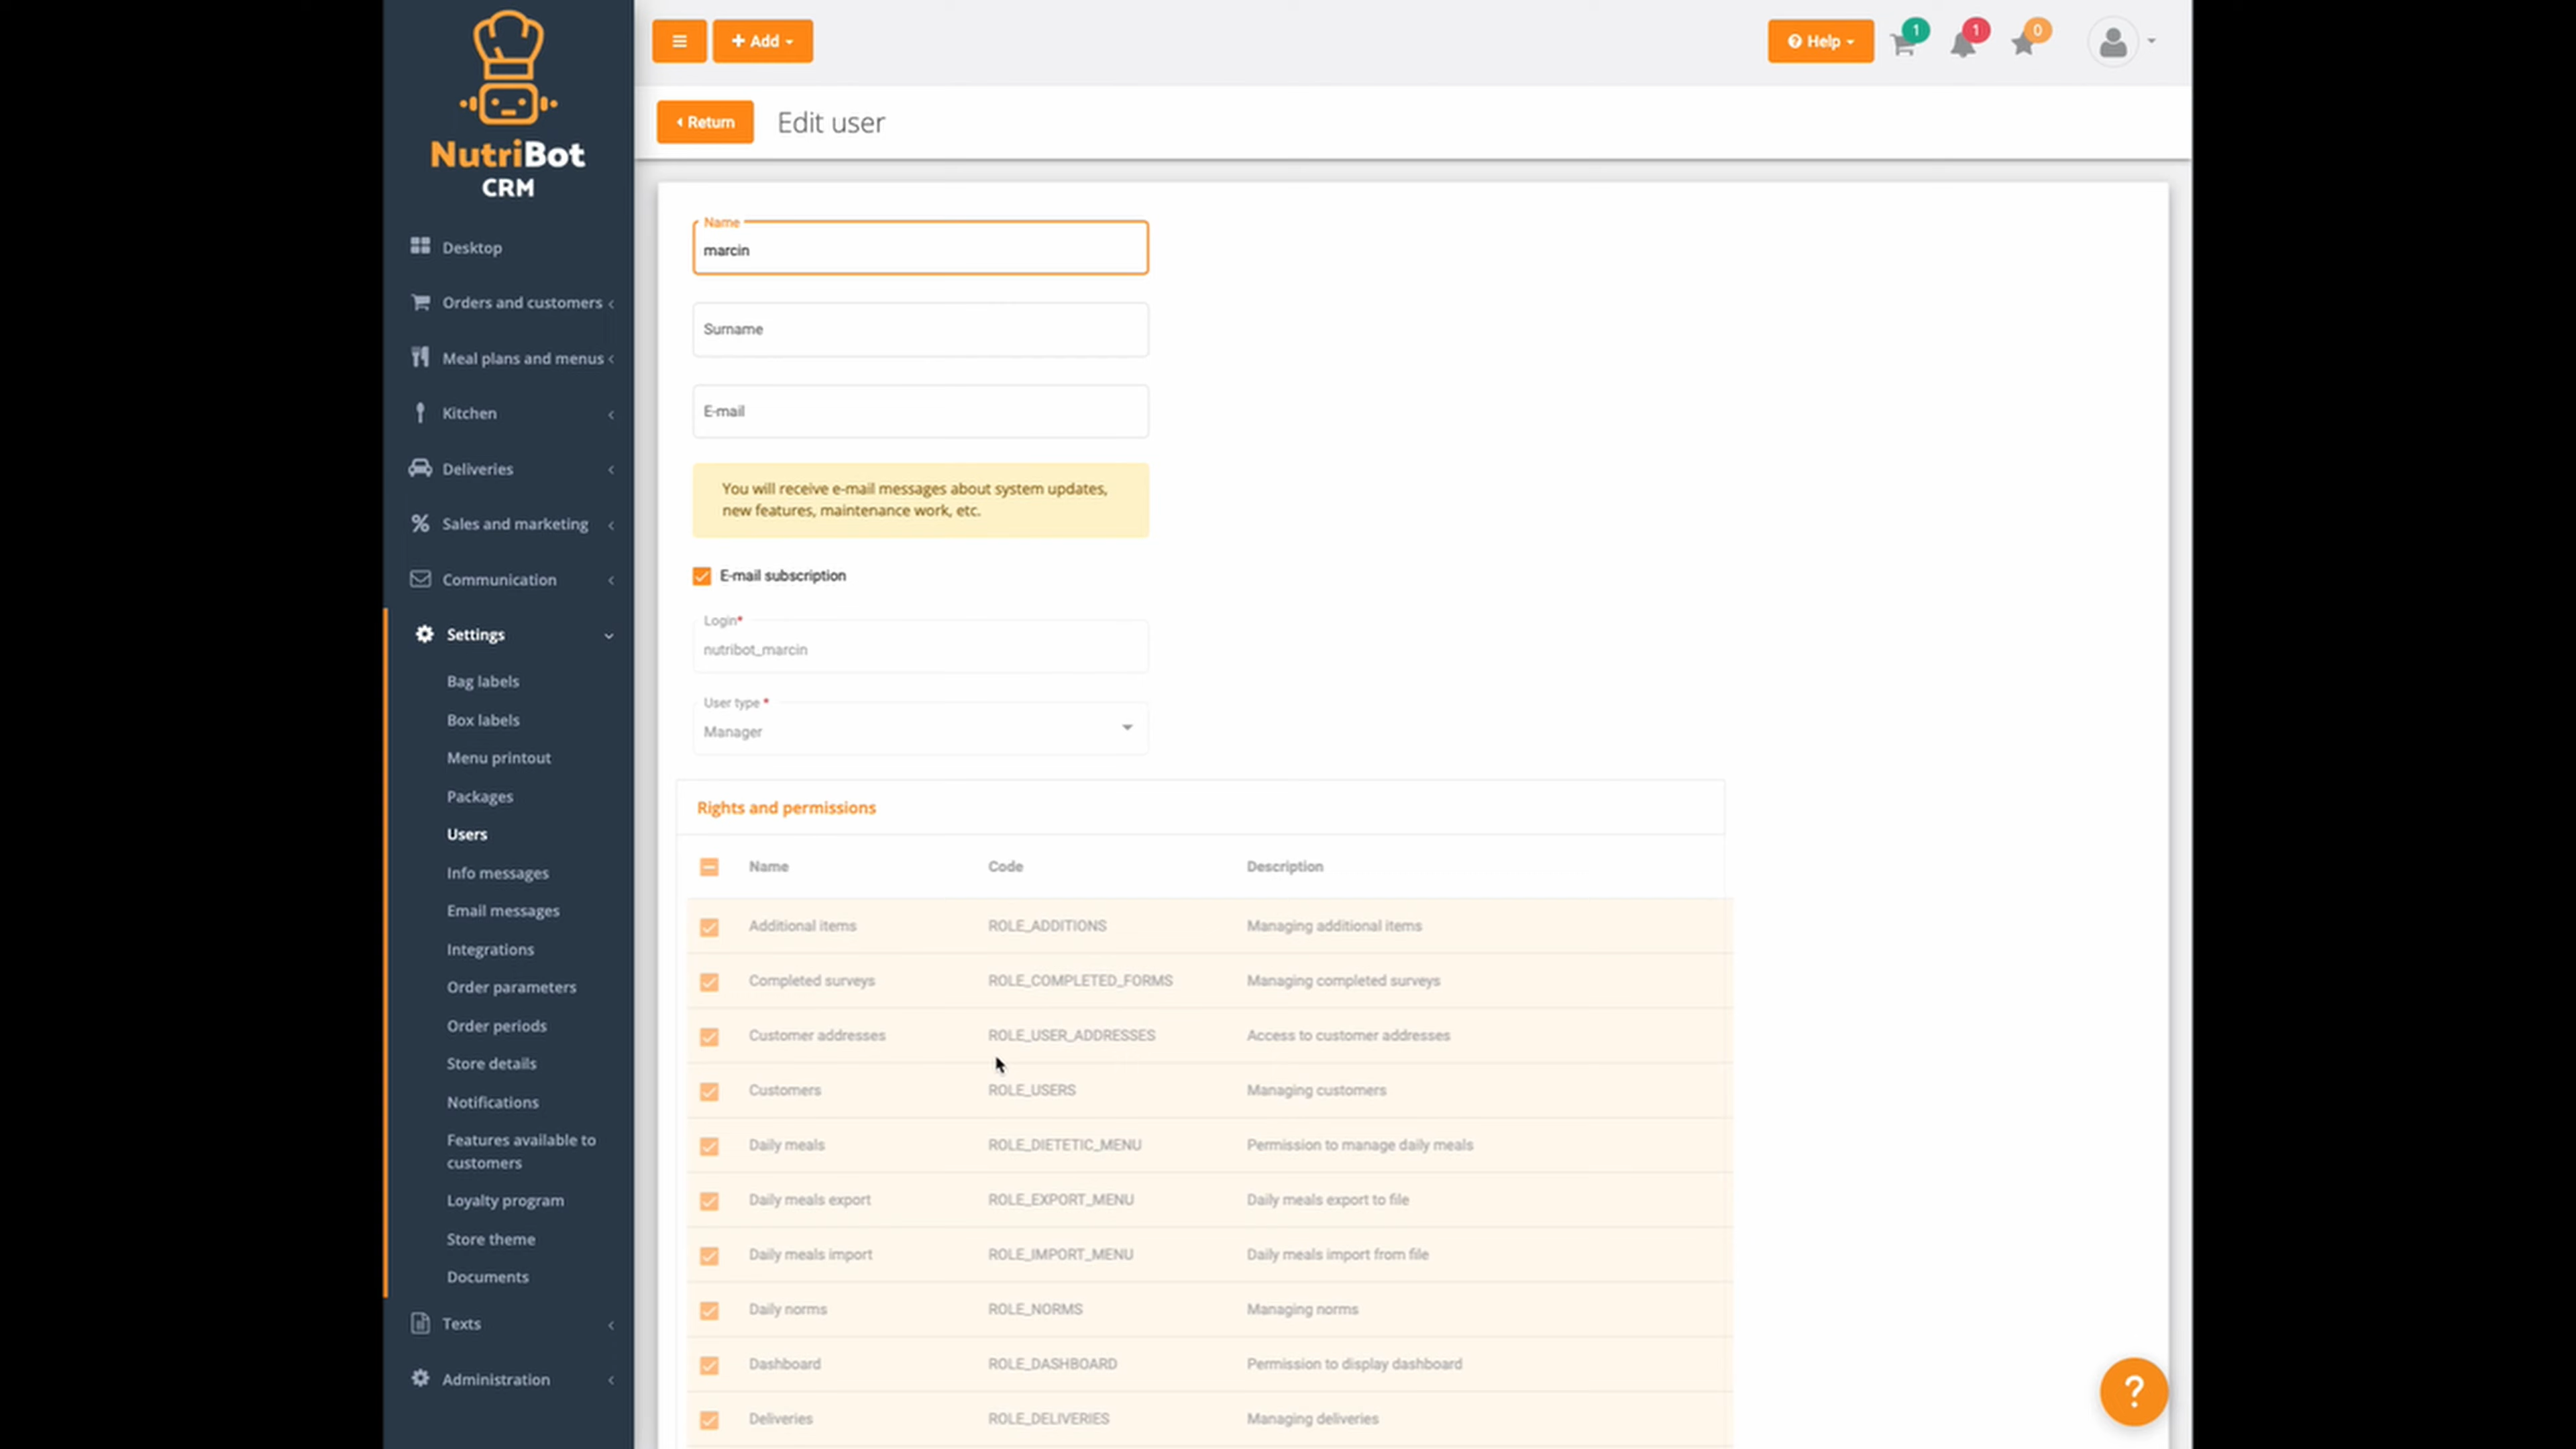 NutriBot
CRM
Desktop
Orders and customers
Meal plans and menus
Kitchen
Deliveries
Sales and marketing
Communication
Settings
Bag labels
Box labels
Menu printout
Packages
Users
Info messages
Email messages
Integrations
Order parameters
Order periods
Store details
Notifications
Features available to
customers
Loyalty program
Store theme
Documents
Texts
Administration
+ Add
? Help
1
1
0
Return
Edit user
Name
marcin
Surname
E-mail
You will receive e-mail messages about system updates,
new features, maintenance work, etc.
E-mail subscription
Login*
nutribot_marcin
User type *
Manager
Rights and permissions
Name Code Description
Additional items ROLE_ADDITIONS Managing additional items
Completed surveys ROLE_COMPLETED_FORMS Managing completed surveys
Customer addresses ROLE_USER_ADDRESSES Access to customer addresses
Customers ROLE_USERS Managing customers
Daily meals ROLE_DIETETIC_MENU Permission to manage daily meals
Daily meals export ROLE_EXPORT_MENU Daily meals export to file
Daily meals import ROLE_IMPORT_MENU Daily meals import from file
Daily norms ROLE_NORMS Managing norms
Dashboard ROLE_DASHBOARD Permission to display dashboard
Deliveries ROLE_DELIVERIES Managing deliveries
?